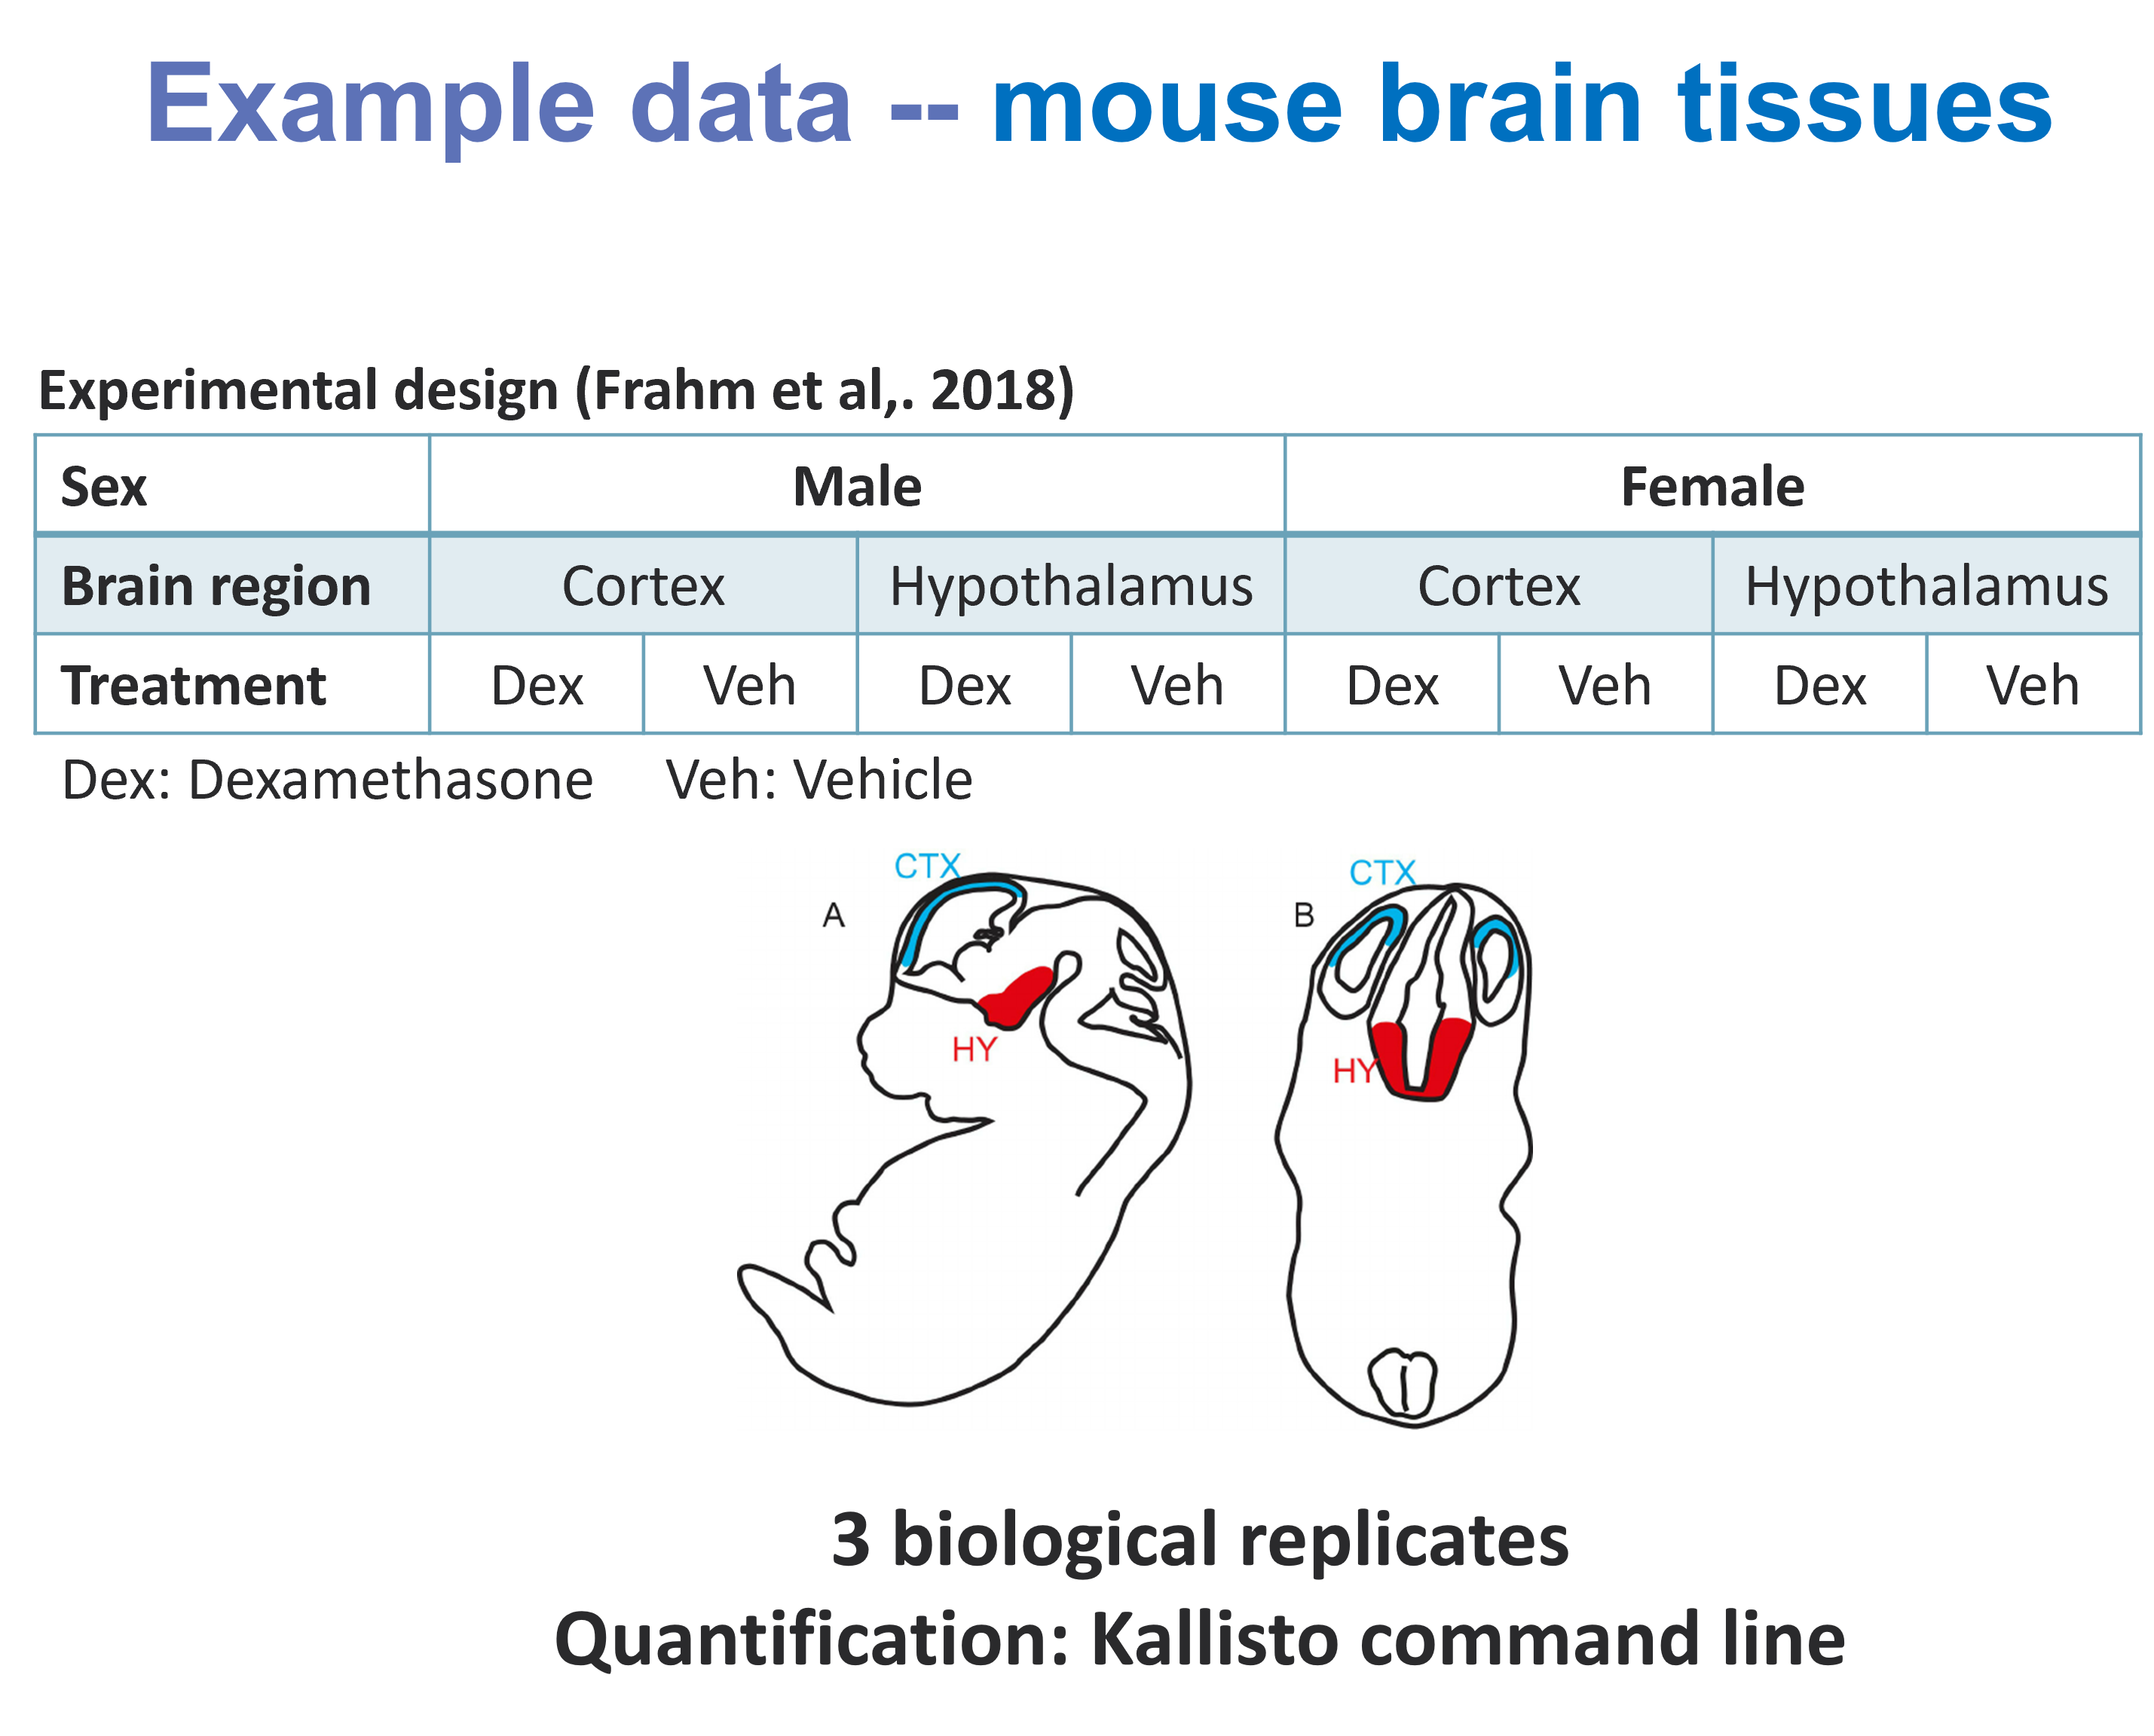 Example data -- mouse brain tissues
Experimental design (Frahm et al,. 2018)
Sex Male Female
Brain region Cortex Hypothalamus Cortex Hypothalamus
Treatment Dex Veh Dex Veh Dex Veh Dex Veh
Dex: Dexamethasone Veh: Vehicle
CTX
A
HY
CTX
B
HY
3 biological replicates
Quantification: Kallisto command line